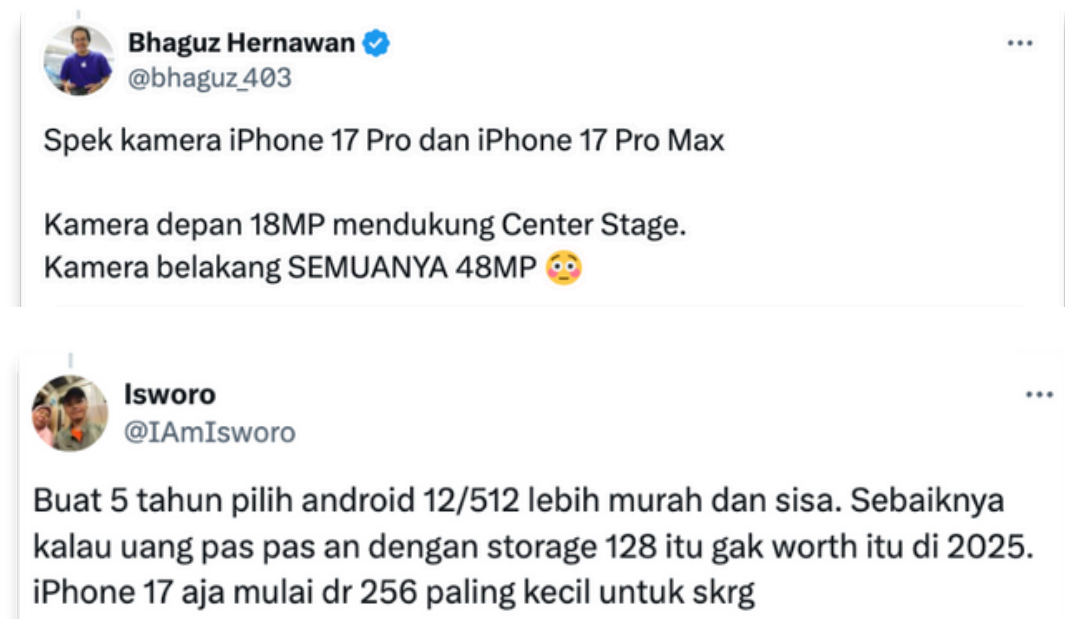 Bhaguz Hernawan
@bhaguz_403
Spek kamera iPhone 17 Pro dan iPhone 17 Pro Max
Kamera depan 18MP mendukung Center Stage.
Kamera belakang SEMUANYA 48MP 😳
Isworo
@IAmIsworo
Buat 5 tahun pilih android 12/512 lebih murah dan sisa. Sebaiknya
kalau uang pas pas an dengan storage 128 itu gak worth itu di 2025.
iPhone 17 aja mulai dr 256 paling kecil untuk skrg